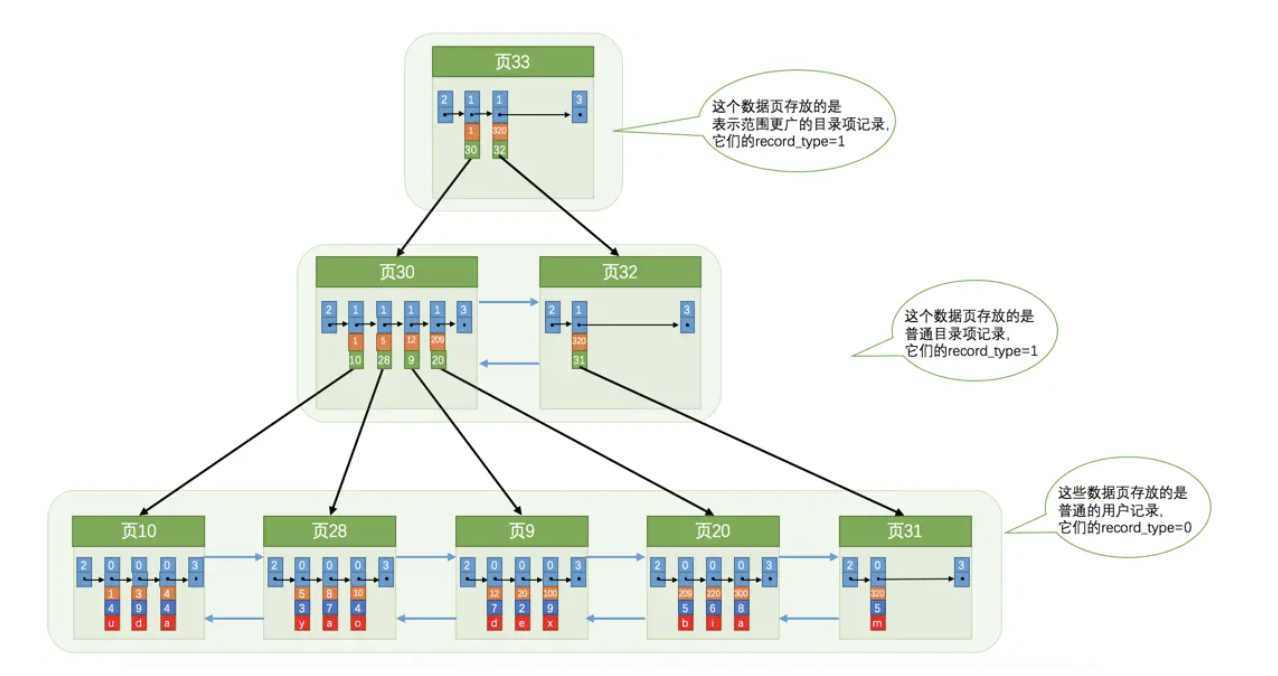 页33
2 1 1 3
1 320
30 32
这个数据页存放的是
表示范围更广的目录项记录,
它们的record_type=1
页30
2 1 1 1 1 3
1 5 12 209
10 28 9 20
页32
2 1 3
320
31
这个数据页存放的是
普通目录项记录,
它们的record_type=1
这些数据页存放的是
普通的用户记录,
它们的record_type=0
页10
2 0 0 0 3
1 3 4
4 9 4
u d a
页28
2 0 0 0 3
5 8 10
3 7 4
y a o
页9
2 0 0 0 3
12 20 100
7 2 9
d e x
页20
2 0 0 0 3
209 220 300
5 6 8
b i a
页31
2 0 3
320
5
m